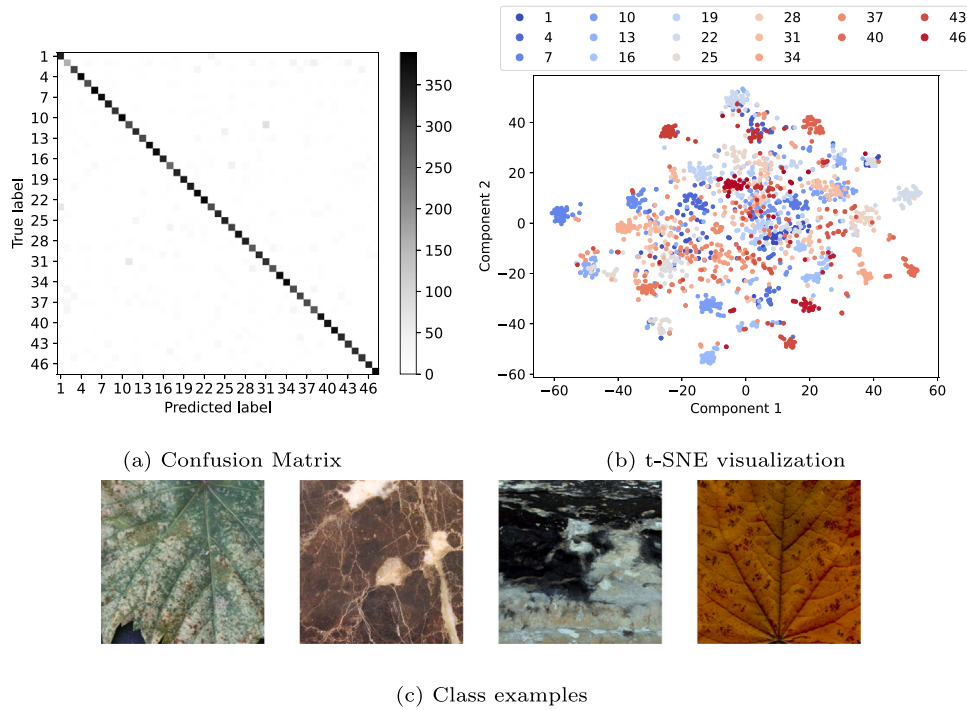 1 10 19 28 37 43
4 13 22 31 40 46
7 16 25 34
1
4
7
10
13
16
19
22
25
28
31
34
37
40
43
46
True label
1 4 7 10 13 16 19 22 25 28 31 34 37 40 43 46
Predicted label
350
300
250
200
150
100
50
0
40
20
0
−20
−40
−60
Component 2
−60 −40 −20 0 20 40 60
Component 1
(a) Confusion Matrix
(b) t-SNE visualization
(c) Class examples